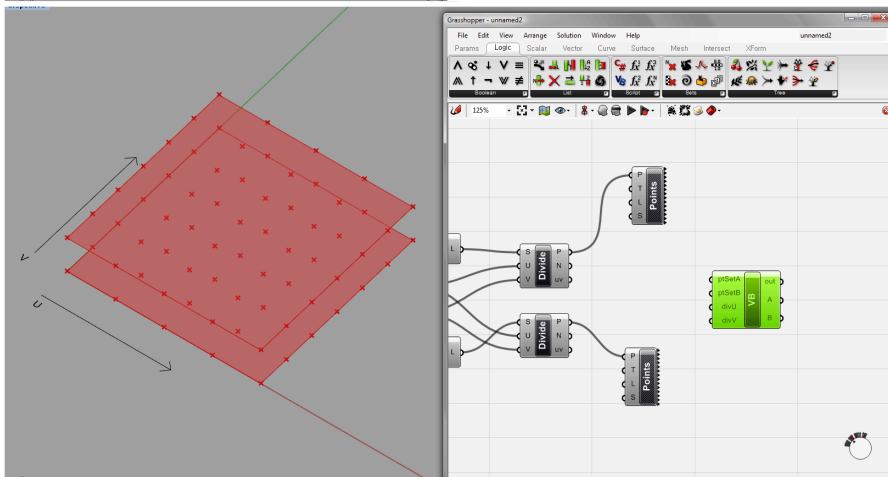 Grasshopper - unnamed2
File Edit View Arrange Solution Window Help unnamed2
Params Logic Scalar Vector Curve Surface Mesh Intersect XForm
Boolean List Script Sets Tree
125%
V
U
P
T
L
S
Points
L
S
U
V
Divide
P
N
uv
ptSetA
ptSetB
divU
divV
VB
out
A
B
L
S
U
V
Divide
P
N
uv
P
T
L
S
Points